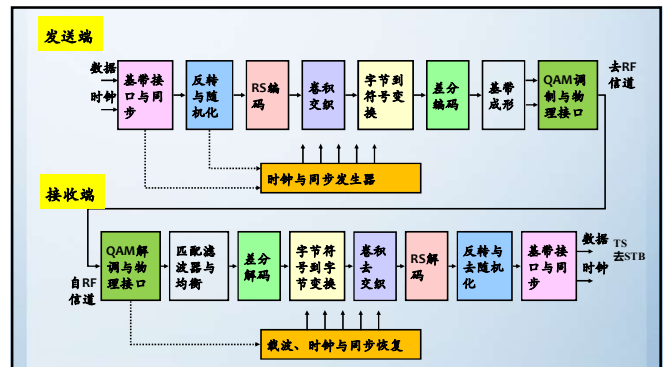 发送端
数据
时钟
基带接
口与同
步
反转
与随
机化
RS编
码
卷积
交织
字节到
符号变
换
差分
编码
基带
成形
QAM调
制与物
理接口
去RF
信道
时钟与同步发生器
接收端
自RF
信道
QAM解
调与物
理接口
匹配滤
波器与
均衡
差分
解码
字节符
号到字
节变换
卷积
去
交织
RS解
码
反转与
去随机
化
基带接
口与同
步
数据
时钟
TS
去STB
载波、时钟与同步恢复